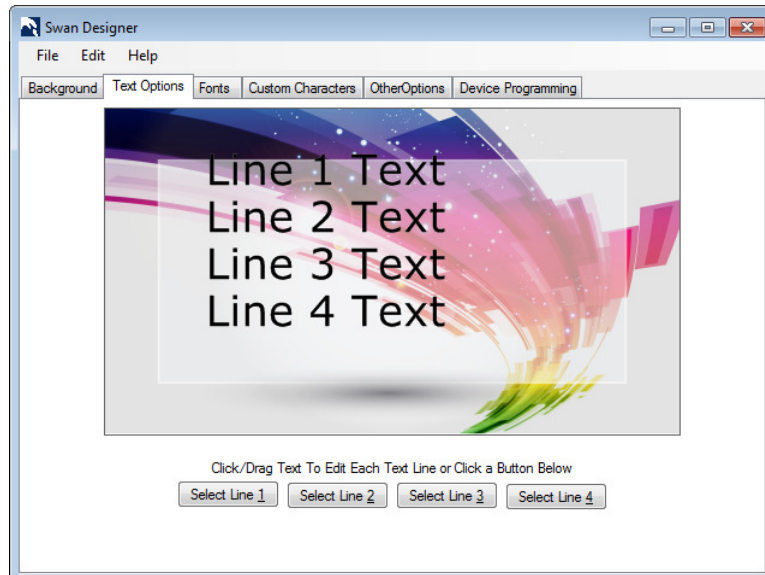 Swan Designer
File Edit Help
Background Text Options Fonts Custom Characters OtherOptions Device Programming
Line 1 Text
Line 2 Text
Line 3 Text
Line 4 Text
Click/Drag Text To Edit Each Text Line or Click a Button Below
Select Line 1 Select Line 2 Select Line 3 Select Line 4